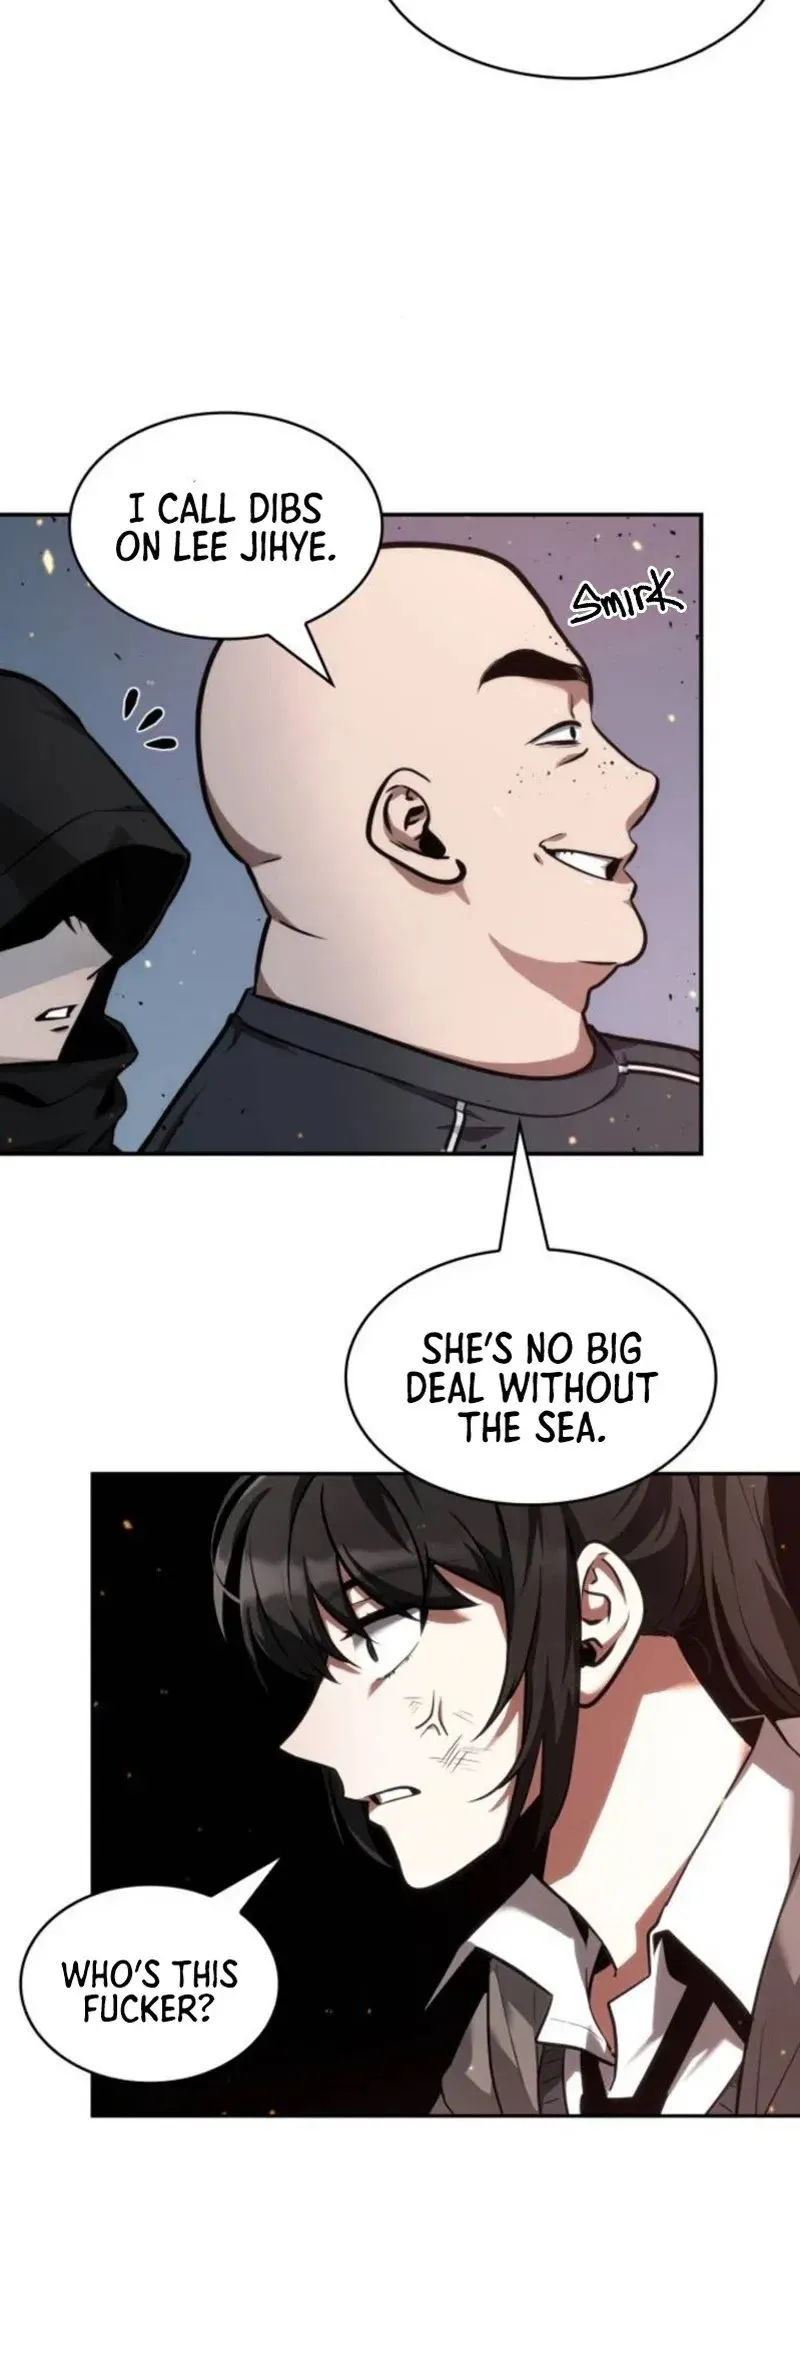 I CALL DIBS
ON LEE JIHYE.
Smirk
SHE'S NO BIG
DEAL WITHOUT
THE SEA.
WHO'S THIS
FUCKER?